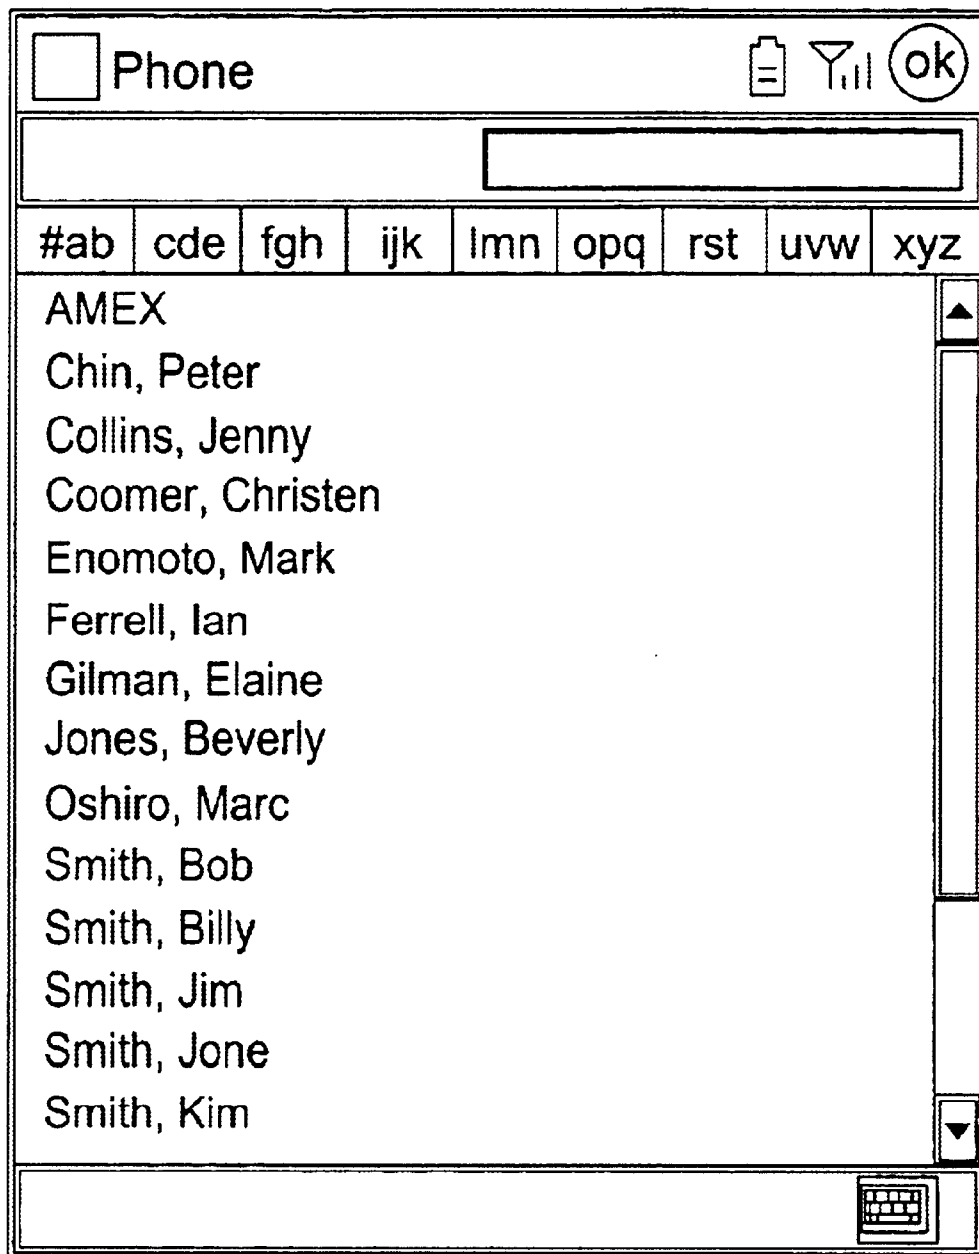 Phone ok
#ab cde fgh ijk lmn opq rst uvw xyz
AMEX
Chin, Peter
Collins, Jenny
Coomer, Christen
Enomoto, Mark
Ferrell, Ian
Gilman, Elaine
Jones, Beverly
Oshiro, Marc
Smith, Bob
Smith, Billy
Smith, Jim
Smith, Jone
Smith, Kim